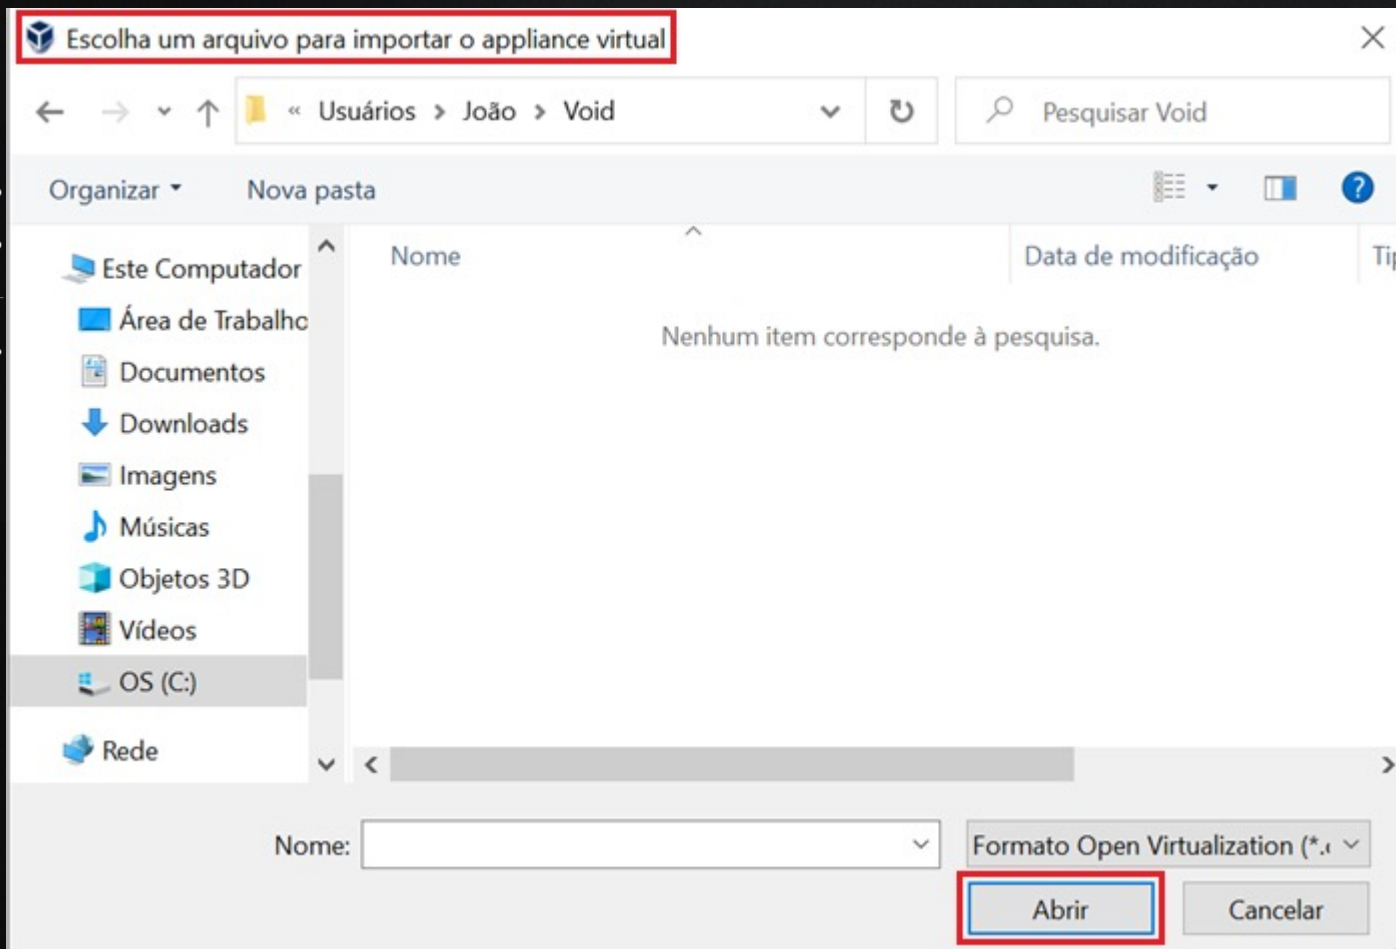 Escolha um arquivo para importar o appliance virtual
« Usuários > João > Void
Pesquisar Void
Organizar
Nova pasta
Nome
Data de modificação
Nenhum item corresponde à pesquisa.
Este Computador
Área de Trabalho
Documentos
Downloads
Imagens
Músicas
Objetos 3D
Vídeos
OS (C:)
Rede
Nome:
Formato Open Virtualization (*.
Abrir
Cancelar